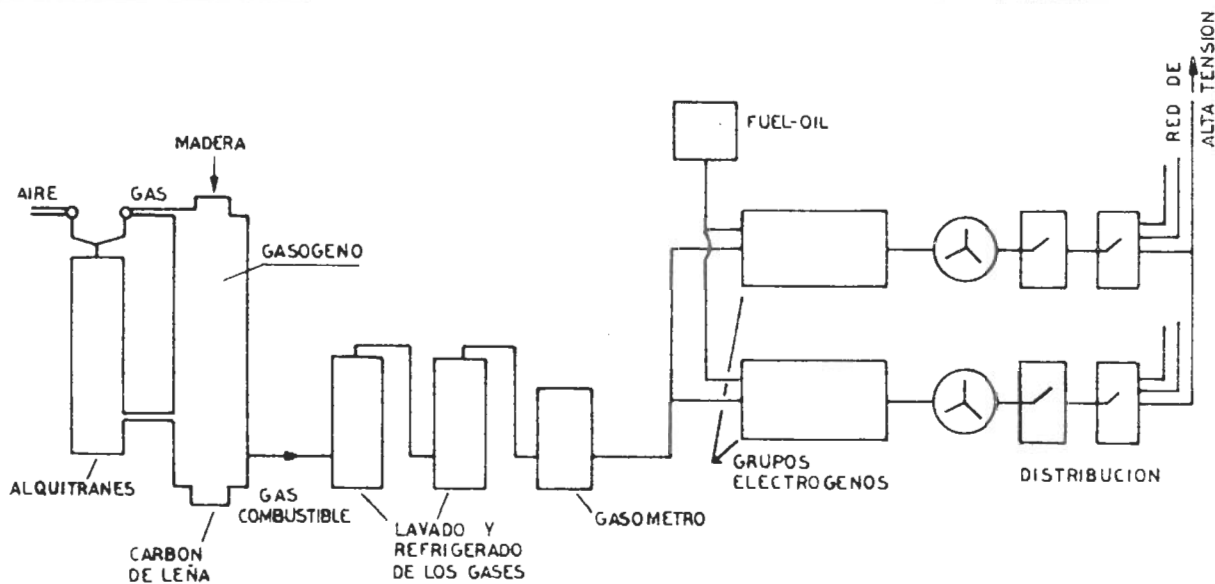 MADERA
AIRE
GAS
GASOGENO
ALQUITRANES
CARBON
DE LEÑA
GAS
COMBUSTIBLE
LAVADO Y
REFRIGERADO
DE LOS GASES
GASOMETRO
FUEL-OIL
GRUPOS
ELECTROGENOS
DISTRIBUCION
RED DE
ALTA TENSION